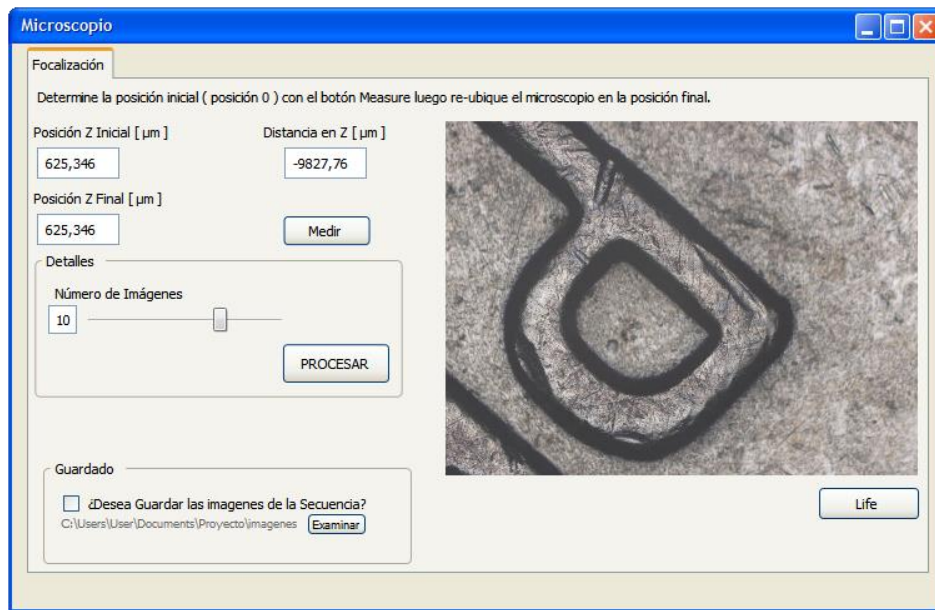 Microscopio
Focalización
Determine la posición inicial ( posición 0 ) con el botón Measure luego re-ubique el microscopio en la posición final.
Posición Z Inicial [ µm ]
Distancia en Z [ µm ]
625,346
-9827,76
Posición Z Final [ µm ]
625,346
Medir
Detalles
Número de Imágenes
10
PROCESAR
Guardado
¿Desea Guardar las imagenes de la Secuencia?
C:\Users\User\Documents\Proyecto\imagenes
Examinar
Life